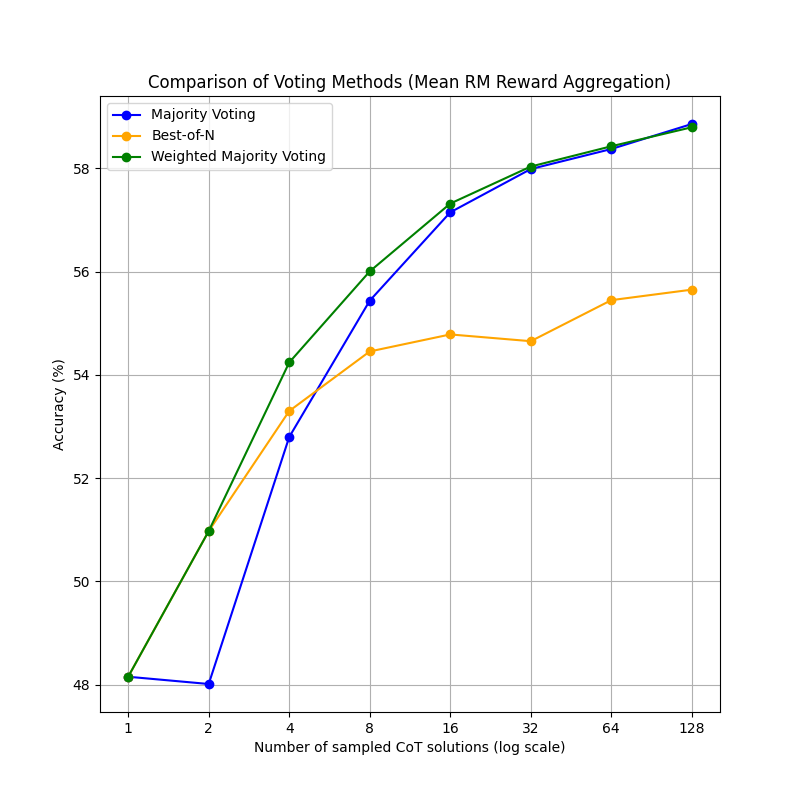 Comparison of Voting Methods (Mean RM Reward Aggregation)
Majority Voting
Best-of-N
Weighted Majority Voting
Accuracy (%)
58
56
54
52
50
48
1 2 4 8 16 32 64 128
Number of sampled CoT solutions (log scale)